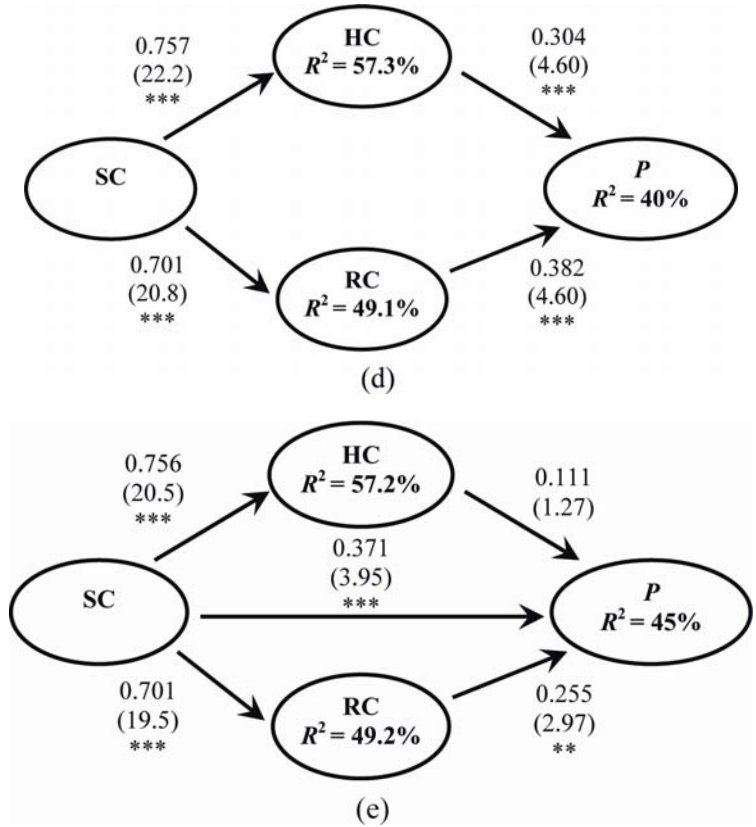 0.757
(22.2)
***
HC
R² = 57.3%
0.304
(4.60)
***
SC
P
R² = 40%
0.701
(20.8)
***
RC
R² = 49.1%
0.382
(4.60)
***
(d)
0.756
(20.5)
***
HC
R² = 57.2%
0.111
(1.27)
0.371
(3.95)
***
SC
P
R² = 45%
0.701
(19.5)
***
RC
R² = 49.2%
0.255
(2.97)
**
(e)